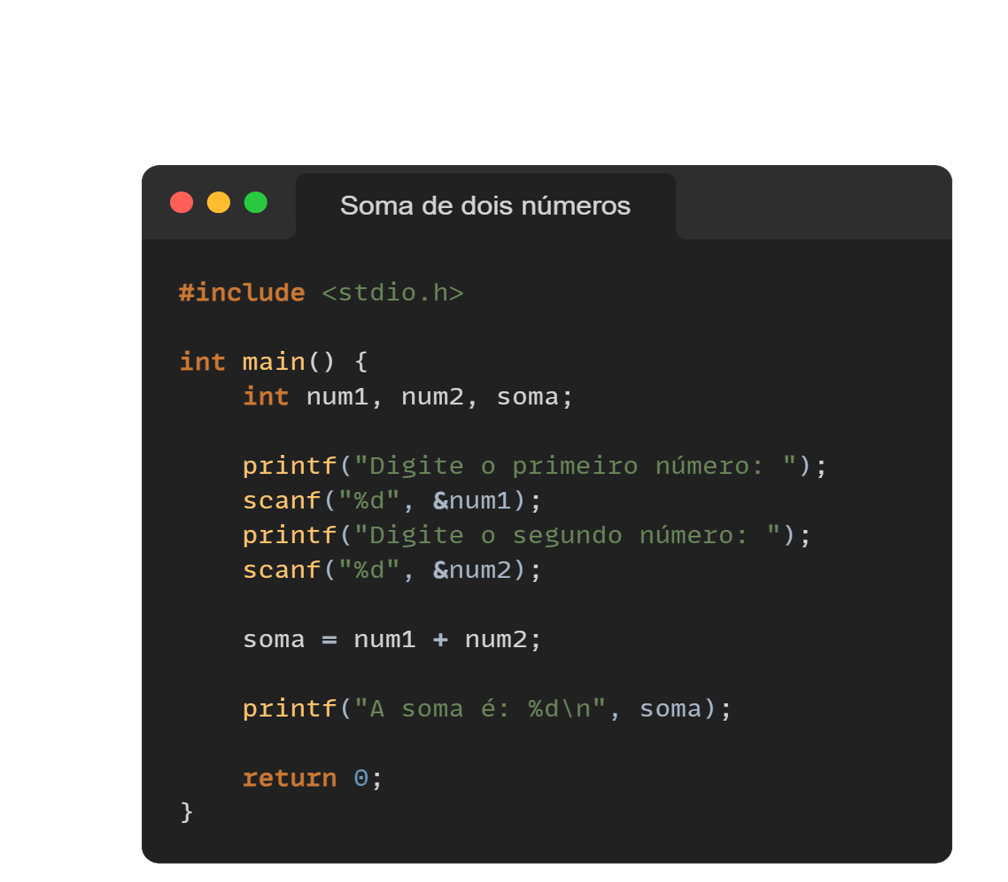 Soma de dois números
#include <stdio.h>
int main() {
    int num1, num2, soma;
    printf("Digite o primeiro número: ");
    scanf("%d", &num1);
    printf("Digite o segundo número: ");
    scanf("%d", &num2);
    soma = num1 + num2;
    printf("A soma é: %d\n", soma);
    return 0;
}